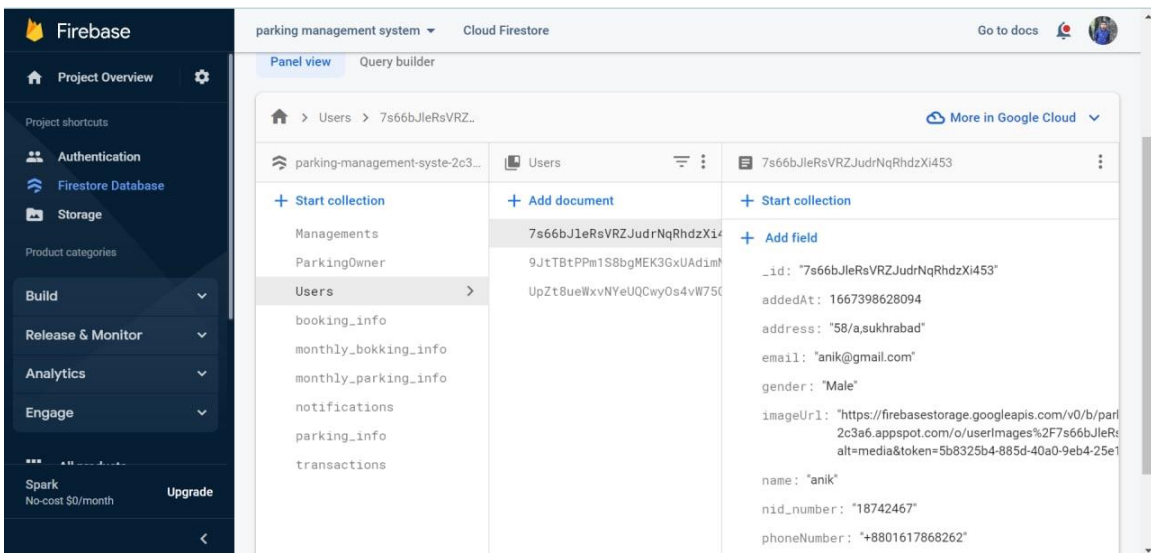 Firebase
parking management system
Cloud Firestore
Go to docs
Project Overview
Panel view
Query builder
Project shortcuts
Authentication
Firestore Database
Storage
Product categories
Build
Release & Monitor
Analytics
Engage
Spark
No-cost $0/month
Upgrade
> Users > 7s66bJleRsVRZ...
More in Google Cloud
parking-management-syste-2c3...
+ Start collection
Managements
ParkingOwner
Users
booking_info
monthly_bokking_info
monthly_parking_info
notifications
parking_info
transactions
Users
+ Add document
7s66bJleRsVRZJudrNqRhdzXi4
9JtTBtPPm1S8bgMEK3GxUAdim
UpZt8ueWxvNYeUQCwyOs4vW75
7s66bJleRsVRZJudrNqRhdzXi453
+ Start collection
+ Add field
_id: "7s66bJleRsVRZJudrNqRhdzXi453"
addedAt: 1667398628094
address: "58/a,sukhrabad"
email: "anik@gmail.com"
gender: "Male"
imageUrl: "https://firebasestorage.googleapis.com/v0/b/par
2c3a6.appspot.com/o/userImages%2F7s66bJleRs
alt=media&token=5b8325b4-885d-40a0-9eb4-25e1
name: "anik"
nid_number: "18742467"
phoneNumber: "+8801617868262"